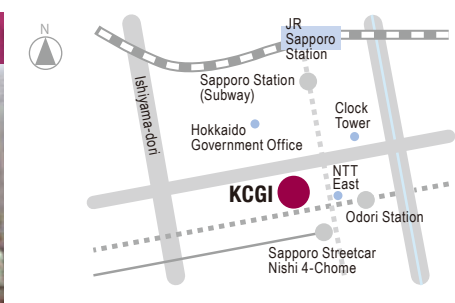 N
JR
Sapporo
Station
Sapporo Station
(Subway)
Ishiyama-dori
Clock
Tower
Hokkaido
Government Office
NTT
East
KCGI
Odori Station
Sapporo Streetcar
Nishi 4-Chome